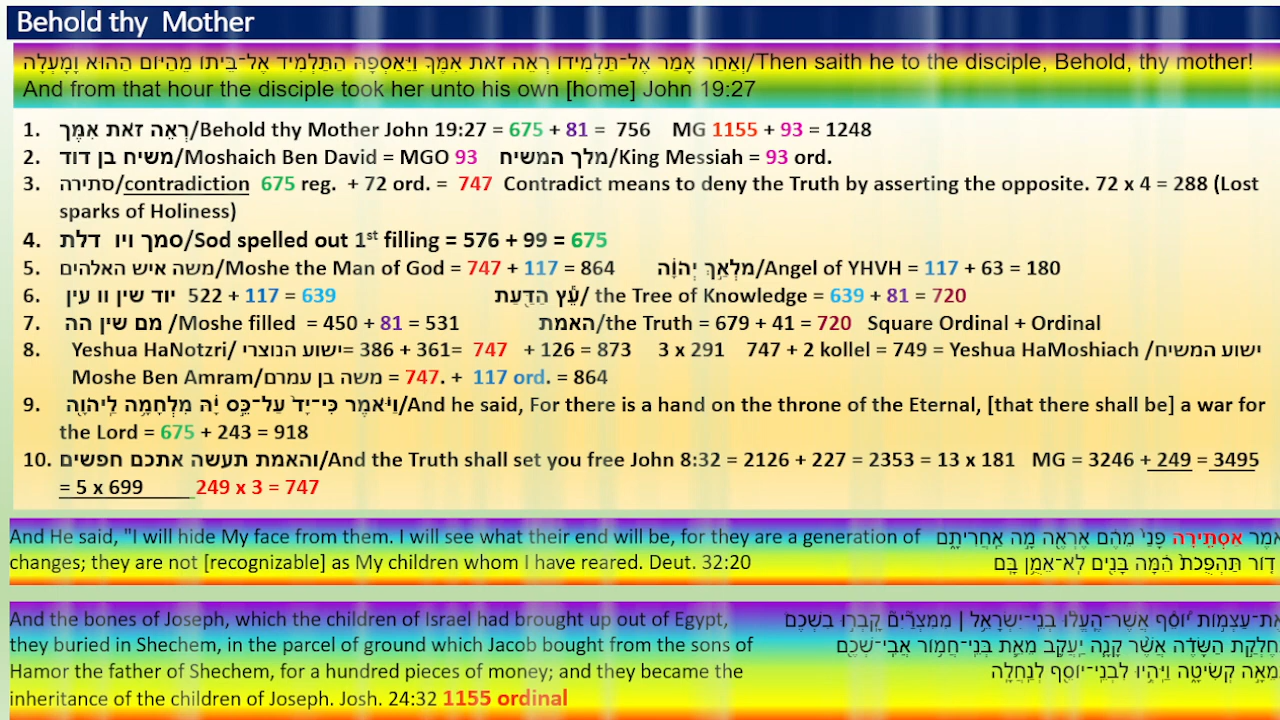 Behold thy Mother
וְאַחַר אָמַר אֶל־תַּלְמִידוֹ רְאֵה זֹאת אִמֶּךָ וַיַּאַסְפָהּ הַתַּלְמִיד אֶל־בֵּיתוֹ מֵהַיּוֹם הַהוּא וָמָעְלָה/Then saith he to the disciple, Behold, thy mother!
And from that hour the disciple took her unto his own [home] John 19:27
1. רְאֵה זֹאת אִמֶּךָ/Behold thy Mother John 19:27 = 675 + 81 = 756 MG 1155 + 93 = 1248
2. משיח בן דוד/Moshaich Ben David = MGO 93 מלך המשיח/King Messiah = 93 ord.
3. סתירה/contradiction 675 reg. + 72 ord. = 747 Contradict means to deny the Truth by asserting the opposite. 72 x 4 = 288 (Lost
sparks of Holiness)
4. סמך ויו דלת/Sod spelled out 1st filling = 576 + 99 = 675
5. משה איש האלהים/Moshe the Man of God = 747 + 117 = 864 מַלְאַ֣ךְ יְהוָֹ֗ה/Angel of YHVH = 117 + 63 = 180
6. יוד שין וו עין 522 + 117 = 639 עֵ֕ץ הַדַּ֖עַת/ the Tree of Knowledge = 639 + 81 = 720
7. מם שין הה /Moshe filled = 450 + 81 = 531 האמת/the Truth = 679 + 41 = 720 Square Ordinal + Ordinal
8. Yeshua HaNotzri/ ישוע הנוצרי= 386 + 361= 747 + 126 = 873 3 x 291 747 + 2 kollel = 749 = Yeshua HaMoshiach /ישוע המשיח
Moshe Ben Amram/משה בן עמרם = 747. + 117 ord. = 864
9. וַיֹּ֗אמֶר כִּי־יָד֙ עַל־כֵּ֣ס יָ֔הּ מִלְחָמָ֥ה לַֽיהוָֹ֖ה/And he said, For there is a hand on the throne of the Eternal, [that there shall be] a war for
the Lord = 675 + 243 = 918
10. והאמת תעשה אתכם חפשים/And the Truth shall set you free John 8:32 = 2126 + 227 = 2353 = 13 x 181 MG = 3246 + 249 = 3495
= 5 x 699 249 x 3 = 747
And He said, "I will hide My face from them. I will see what their end will be, for they are a generation of אַסְתִּ֤ירָה פָנַי֙ מֵהֶ֔ם אֶרְאֶ֖ה מָ֣ה אַֽחֲרִיתָ֑ם
changes; they are not [recognizable] as My children whom I have reared. Deut. 32:20 ד֤וֹר תַּהְפֻּכֹת֙ הֵ֔מָּה בָּנִ֖ים לֹֽא־אֵמֻ֥ן בָּֽם
And the bones of Joseph, which the children of Israel had brought up out of Egypt, אֶת־עַצְמ֣וֹת י֠וֹסֵף אֲשֶׁר־הֶֽעֱל֨וּ בְנֵֽי־יִשְׂרָאֵ֥ל | מִמִּצְרַ֘יִם֘ קָבְר֣וּ בִשְׁכֶם֒
they buried in Shechem, in the parcel of ground which Jacob bought from the sons of חֶלְקַ֣ת הַשָּׂדֶ֗ה אֲשֶׁ֨ר קָנָ֧ה יַֽעֲקֹ֛ב מֵאֵ֛ת בְּנֵֽי־חֲמ֥וֹר אֲבִֽי־שְׁכֶ֖ם
Hamor the father of Shechem, for a hundred pieces of money; and they became the מֵאָ֣ה קְשִׂיטָ֑ה וַיִּֽהְי֥וּ לִבְנֵֽי־יוֹסֵ֖ף לְנַֽחֲלָֽה
inheritance of the children of Joseph. Josh. 24:32 1155 ordinal